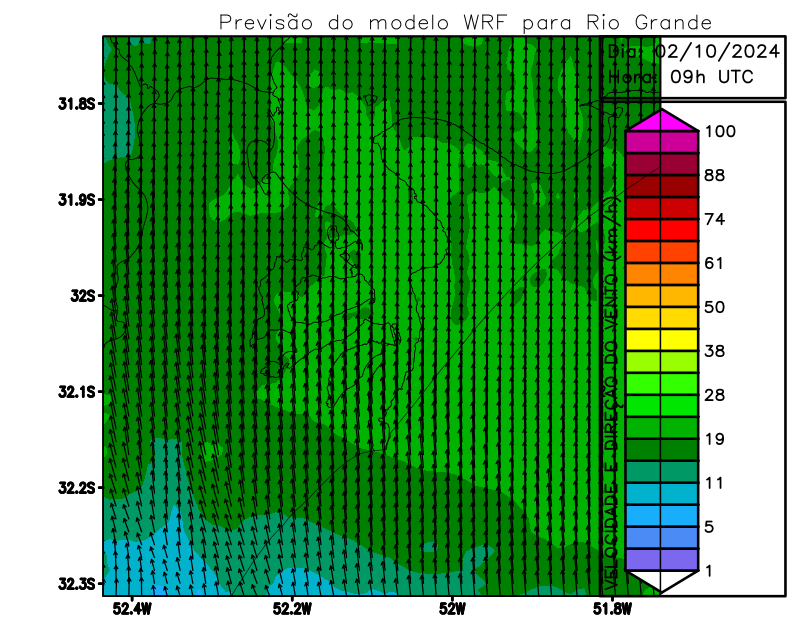 Previsão do modelo WRF para Rio Grande
Dia: 02/10/2024
Hora: 09h UTC
31.8S
31.9S
32S
32.1S
32.2S
32.3S
52.4W
52.2W
52W
51.8W
VELOCIDADE E DIREÇÃO DO VENTO (km/h)
100
88
74
61
50
38
28
19
11
5
1